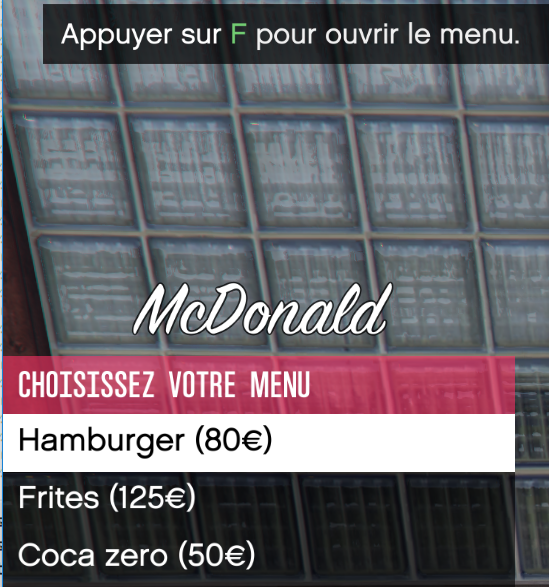 Appuyer sur F pour ouvrir le menu.
McDonald
CHOISISSEZ VOTRE MENU
Hamburger (80€)
Frites (125€)
Coca zero (50€)